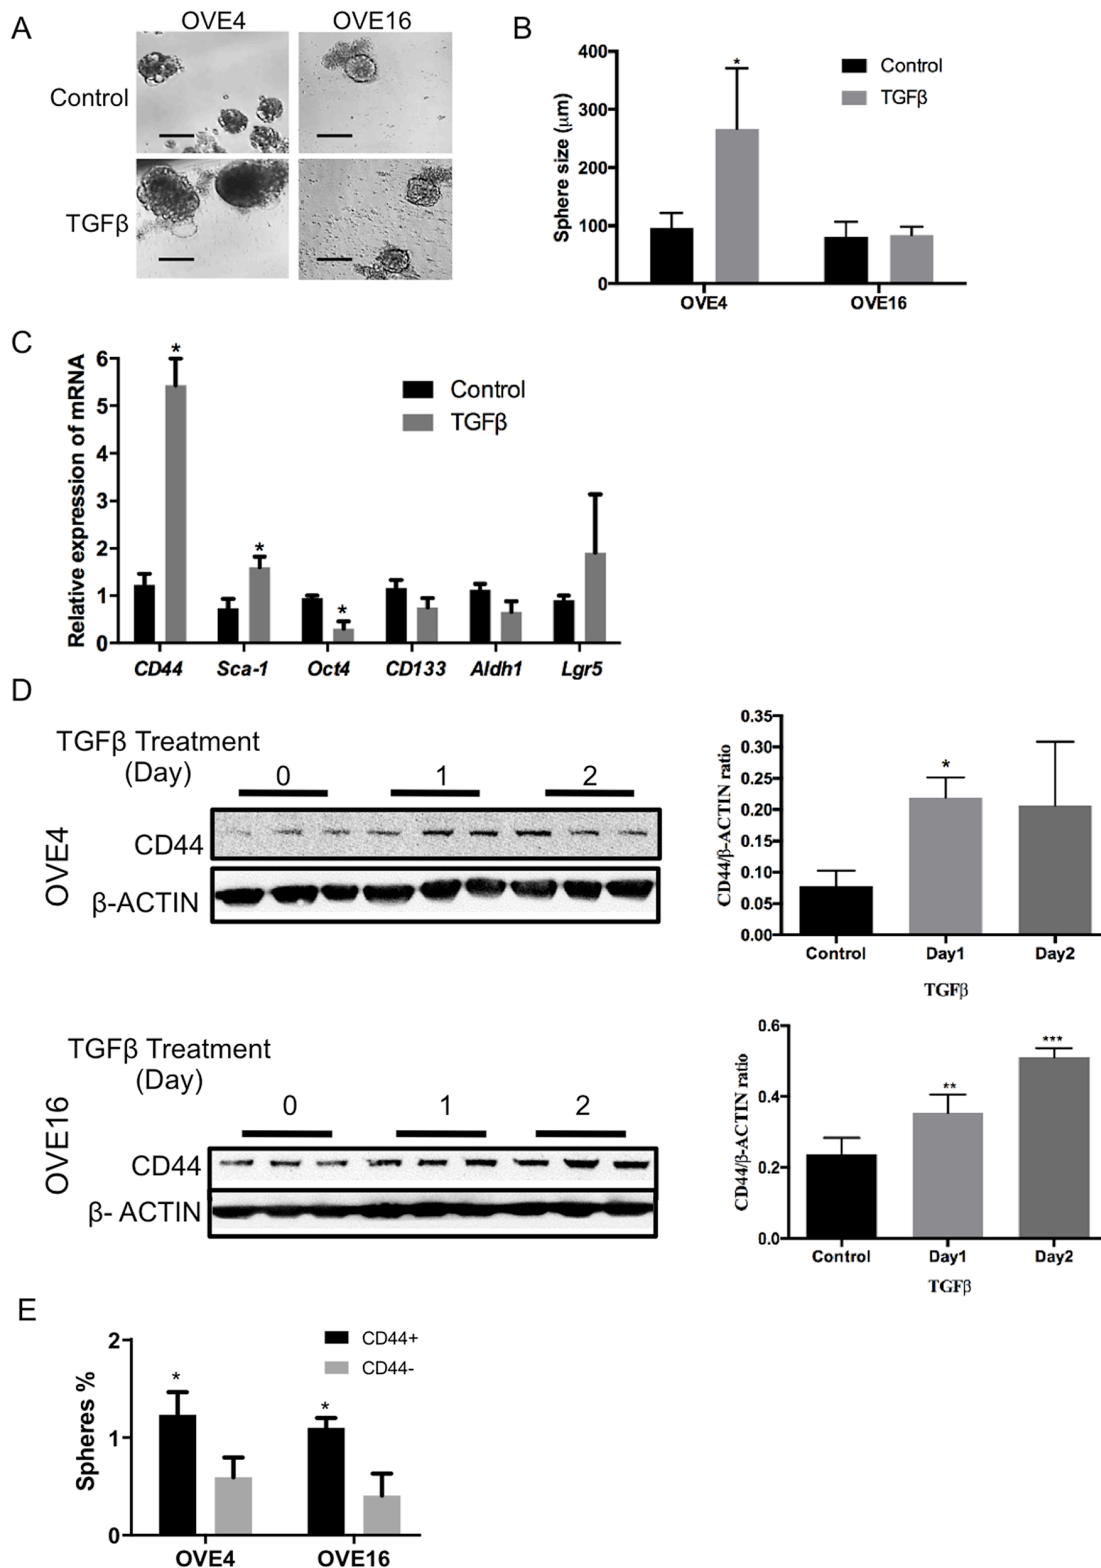 A
OVE4 OVE16
Control
TGFβ
B
400
300
200
100
0
Sphere size (μm)
*
Control
TGFβ
OVE4 OVE16
C
6
5
4
3
2
1
0
Relative expression of mRNA
* * *
Control
TGFβ
CD44 Sca-1 Oct4 CD133 Aldh1 Lgr5
D
TGFβ Treatment
(Day)
0 1 2
OVE4
CD44
β-ACTIN
0.35
0.30
0.25
0.20
0.15
0.10
0.05
0.00
CD44/β-ACTIN ratio
*
Control Day1 Day2
TGFβ
TGFβ Treatment
(Day)
0 1 2
OVE16
CD44
β- ACTIN
0.6
0.4
0.2
0.0
CD44/β-ACTIN ratio
** ***
Control Day1 Day2
TGFβ
E
2
1
0
Spheres %
* *
CD44+
CD44-
OVE4 OVE16